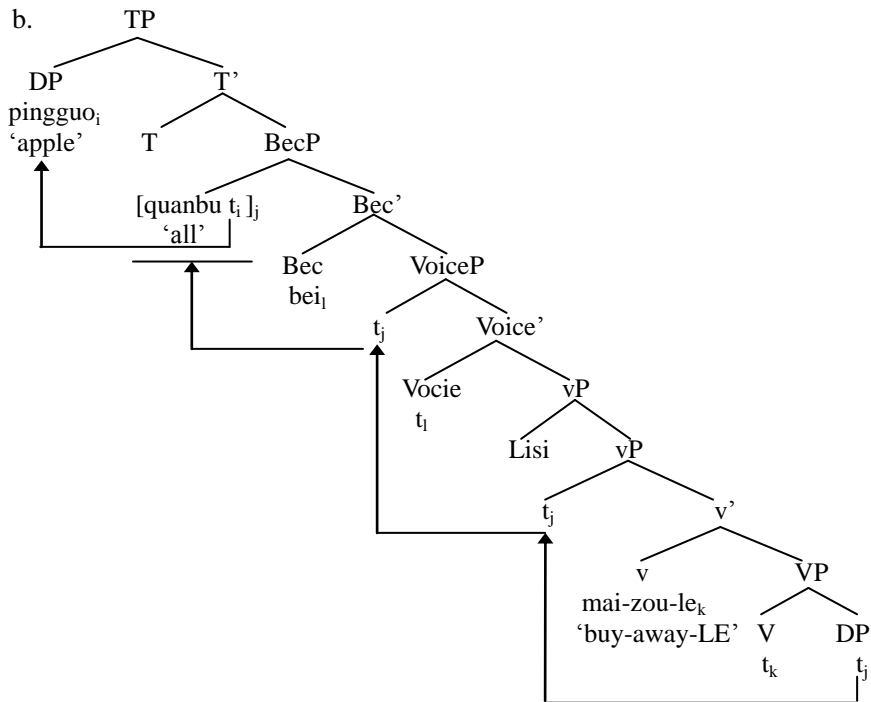 b. TP
DP T’
pingguoᵢ
‘apple’ T BecP
[quanbu tᵢ]ⱼ Bec’
‘all’
Bec VoiceP
beiₗ
tⱼ Voice’
Vocie vP
tₗ
Lisi vP
tⱼ v’
v VP
mai-zou-leₖ
‘buy-away-LE’ V DP
tₖ tⱼ